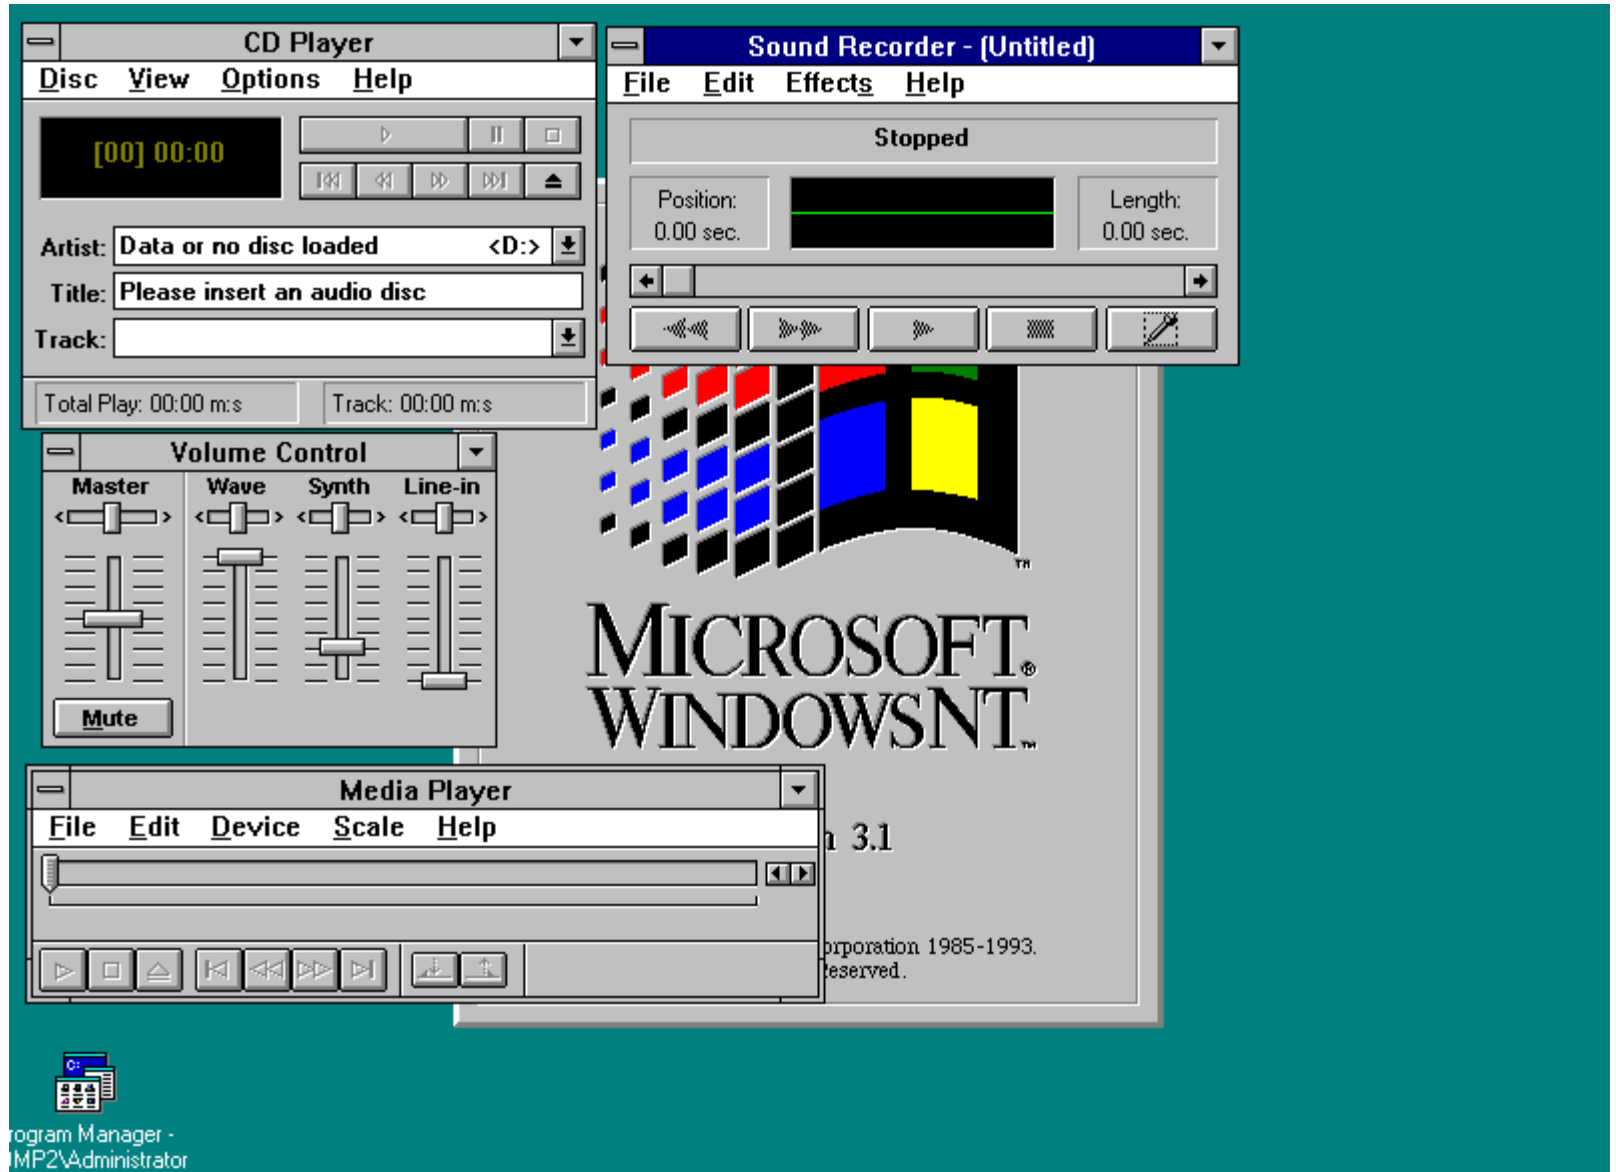 CD Player
Disc View Options Help
[00] 00:00
Artist: Data or no disc loaded <D:>
Title: Please insert an audio disc
Track:
Total Play: 00:00 m:s Track: 00:00 m:s
Sound Recorder - (Untitled)
File Edit Effects Help
Stopped
Position: Length:
0.00 sec. 0.00 sec.
Volume Control
Master Wave Synth Line-in
Mute
TM
MICROSOFT®
WINDOWS NT™
Media Player
File Edit Device Scale Help
n 3.1
orporation 1985-1993.
eserved.
C:
rogram Manager -
MP2\Administrator